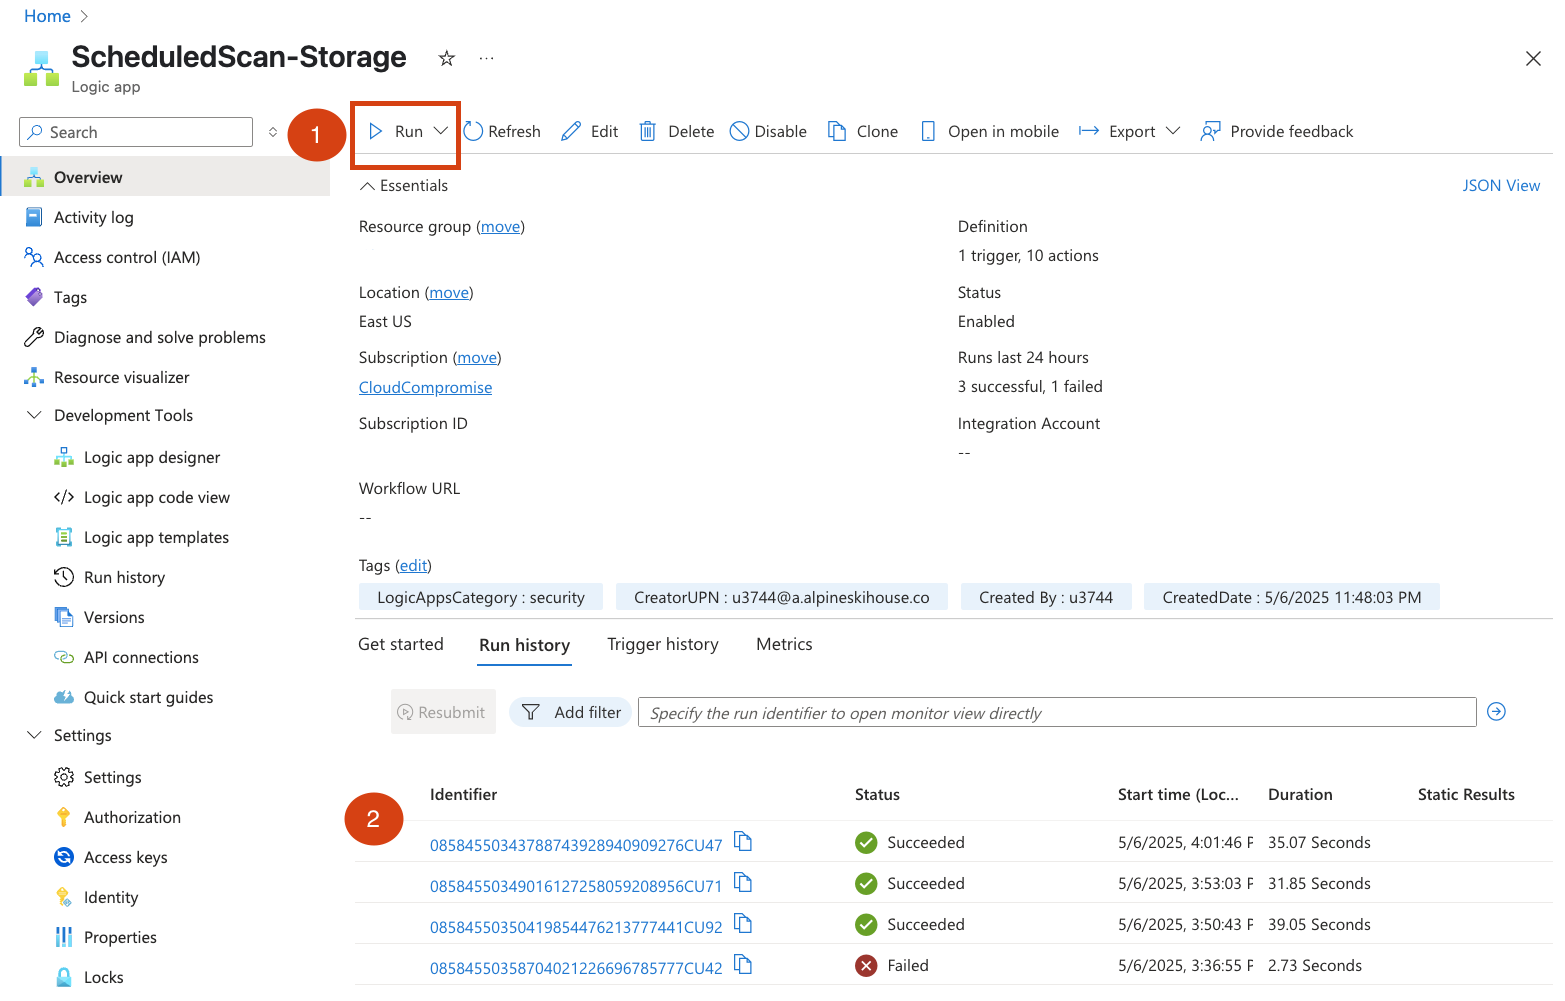 Home
ScheduledScan-Storage
Logic app
Search
1
Run
Refresh
Edit
Delete
Disable
Clone
Open in mobile
Export
Provide feedback
Overview
Activity log
Access control (IAM)
Tags
Diagnose and solve problems
Resource visualizer
Development Tools
Logic app designer
Logic app code view
Logic app templates
Run history
Versions
API connections
Quick start guides
Settings
Settings
Authorization
Access keys
Identity
Properties
Locks
Essentials
JSON View
Resource group (move)
Location (move)
East US
Subscription (move)
CloudCompromise
Subscription ID
Workflow URL
--
Definition
1 trigger, 10 actions
Status
Enabled
Runs last 24 hours
3 successful, 1 failed
Integration Account
--
Tags (edit)
LogicAppsCategory : security
CreatorUPN : u3744@a.alpineskihouse.co
Created By : u3744
CreatedDate : 5/6/2025 11:48:03 PM
Get started
Run history
Trigger history
Metrics
Resubmit
Add filter
Specify the run identifier to open monitor view directly
2
Identifier Status Start time (Loc... Duration Static Results
08584550343788743928940909276CU47 Succeeded 5/6/2025, 4:01:46 P 35.07 Seconds
08584550349016127258059208956CU71 Succeeded 5/6/2025, 3:53:03 P 31.85 Seconds
08584550350419854476213777441CU92 Succeeded 5/6/2025, 3:50:43 P 39.05 Seconds
08584550358704021226696785777CU42 Failed 5/6/2025, 3:36:55 P 2.73 Seconds